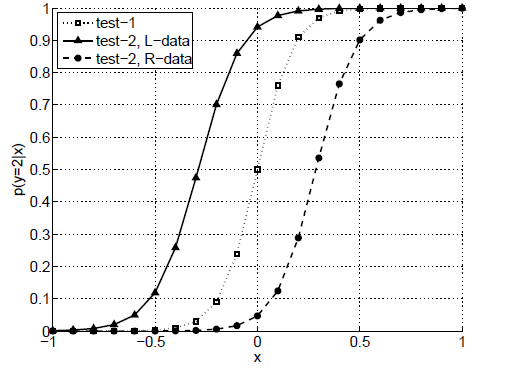 1
0.9
0.8
0.7
0.6
0.5
0.4
0.3
0.2
0.1
0
p(y=2|x)
test−1
test−2, L−data
test−2, R−data
−1 −0.5 0 0.5 1
x